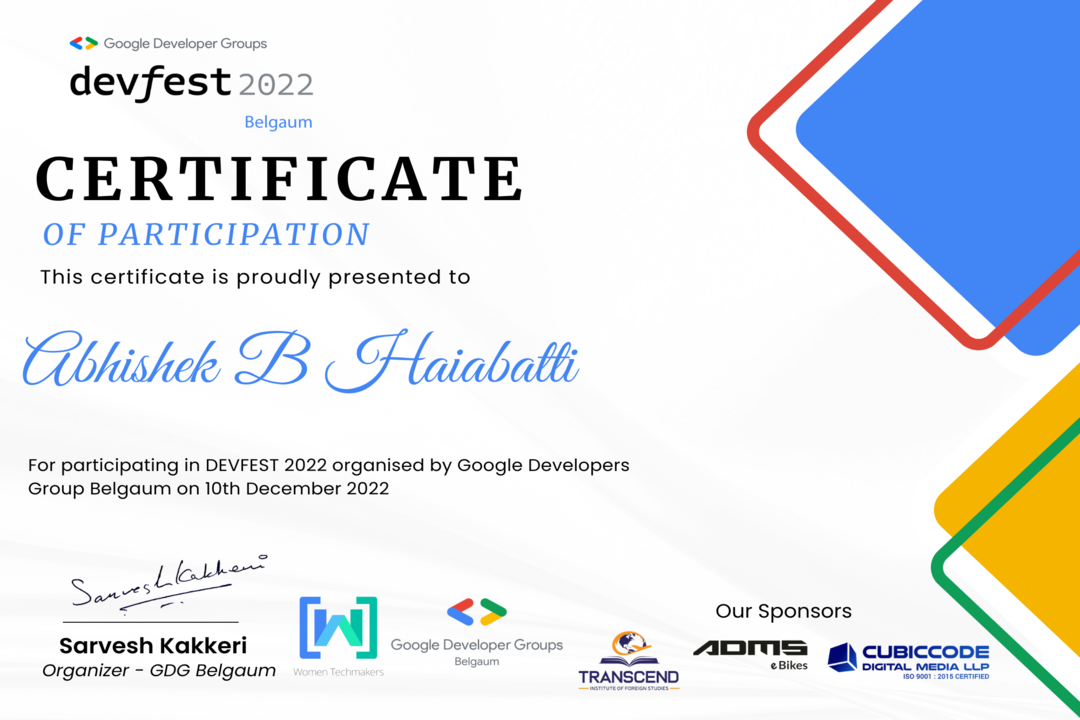 Google Developer Groups
devfest 2022
Belgaum
CERTIFICATE
OF PARTICIPATION
This certificate is proudly presented to
Abhishek B Haiabatti
For participating in DEVFEST 2022 organised by Google Developers
Group Belgaum on 10th December 2022
Sarvesh Kakkeri
Sarvesh Kakkeri
Organizer - GDG Belgaum
Women Techmakers
Google Developer Groups
Belgaum
TRANSCEND
INSTITUTE OF FOREIGN STUDIES
Our Sponsors
ADMS
eBikes
CUBICCODE
DIGITAL MEDIA LLP
ISO 9001 : 2015 CERTIFIED